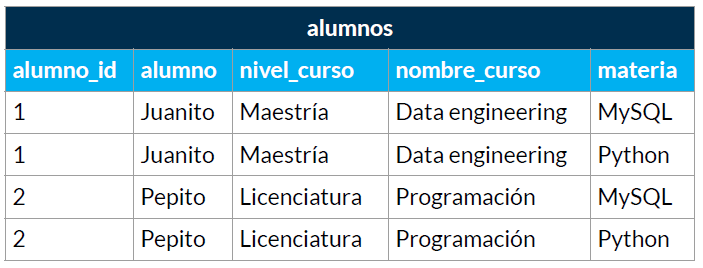 alumnos
alumno_id alumno nivel_curso nombre_curso materia
1 Juanito Maestría Data engineering MySQL
1 Juanito Maestría Data engineering Python
2 Pepito Licenciatura Programación MySQL
2 Pepito Licenciatura Programación Python